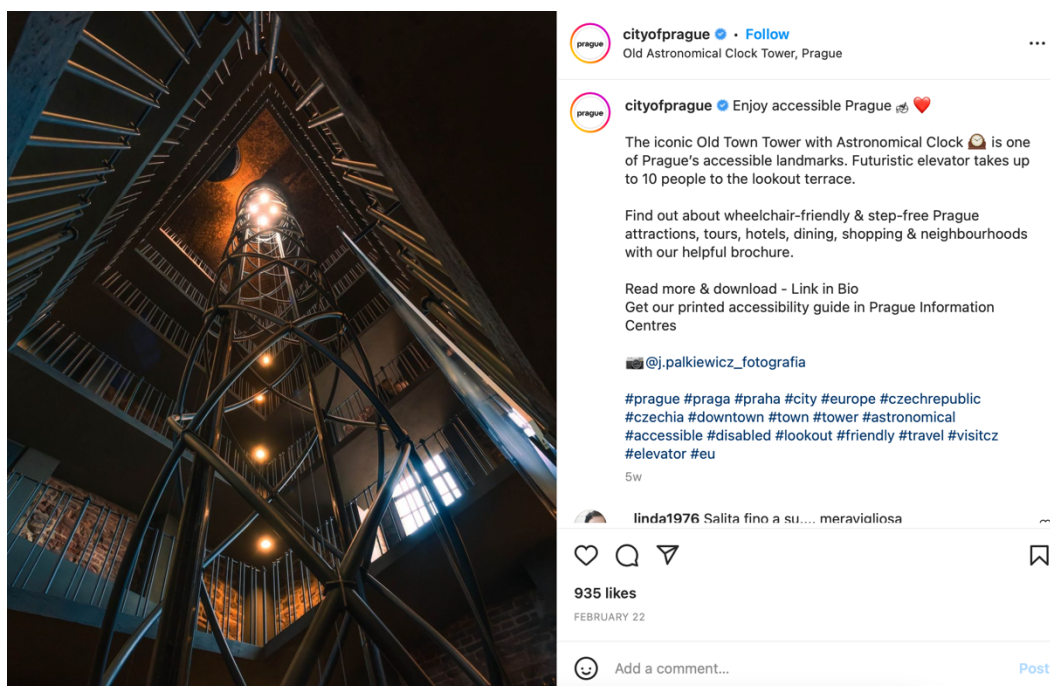 cityofprague • Follow
prague
Old Astronomical Clock Tower, Prague
cityofprague Enjoy accessible Prague 🚵 ❤️
prague
The iconic Old Town Tower with Astronomical Clock 🕰️ is one
of Prague's accessible landmarks. Futuristic elevator takes up
to 10 people to the lookout terrace.
Find out about wheelchair-friendly & step-free Prague
attractions, tours, hotels, dining, shopping & neighbourhoods
with our helpful brochure.
Read more & download - Link in Bio
Get our printed accessibility guide in Prague Information
Centres
📷@j.palkiewicz_fotografia
#prague #praga #praha #city #europe #czechrepublic
#czechia #downtown #town #tower #astronomical
#accessible #disabled #lookout #friendly #travel #visitcz
#elevator #eu
5w
linda1976 Salita fino a su.... meravigliosa
935 likes
FEBRUARY 22
Add a comment...
Post